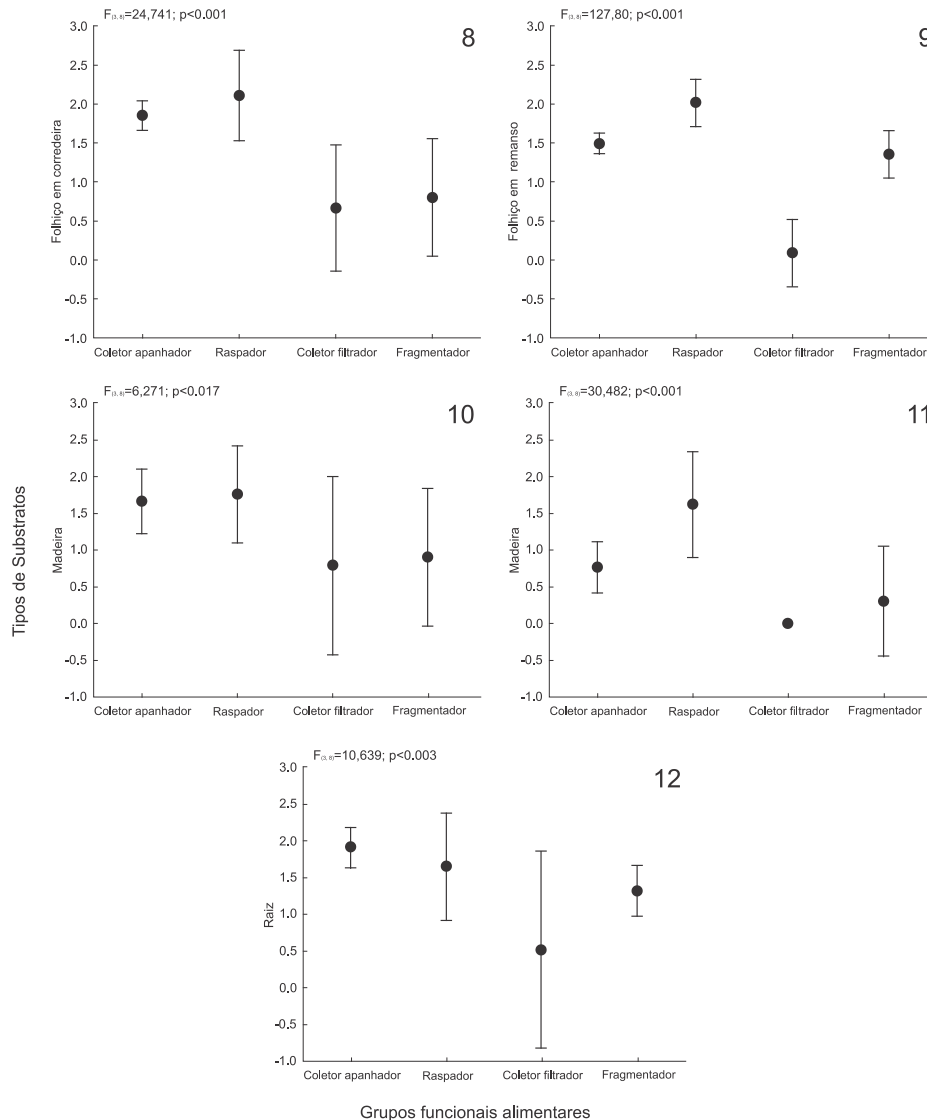 F(3, 8)=24,741; p<0.001
8
3.0
2.5
2.0
1.5
1.0
0.5
0.0
-0.5
-1.0
Folhiço em corredeira
Coletor apanhador Raspador Coletor filtrador Fragmentador
F(3, 8)=127,80; p<0.001
9
3.0
2.5
2.0
1.5
1.0
0.5
0.0
-0.5
-1.0
Folhiço em remanso
Coletor apanhador Raspador Coletor filtrador Fragmentador
Tipos de Substratos
F(3, 8)=6,271; p<0.017
10
3.0
2.5
2.0
1.5
1.0
0.5
0.0
-0.5
-1.0
Madeira
Coletor apanhador Raspador Coletor filtrador Fragmentador
F(3, 8)=30,482; p<0.001
11
3.0
2.5
2.0
1.5
1.0
0.5
0.0
-0.5
-1.0
Madeira
Coletor apanhador Raspador Coletor filtrador Fragmentador
F(3, 8)=10,639; p<0.003
12
3.0
2.5
2.0
1.5
1.0
0.5
0.0
-0.5
-1.0
Raiz
Coletor apanhador Raspador Coletor filtrador Fragmentador
Grupos funcionais alimentares